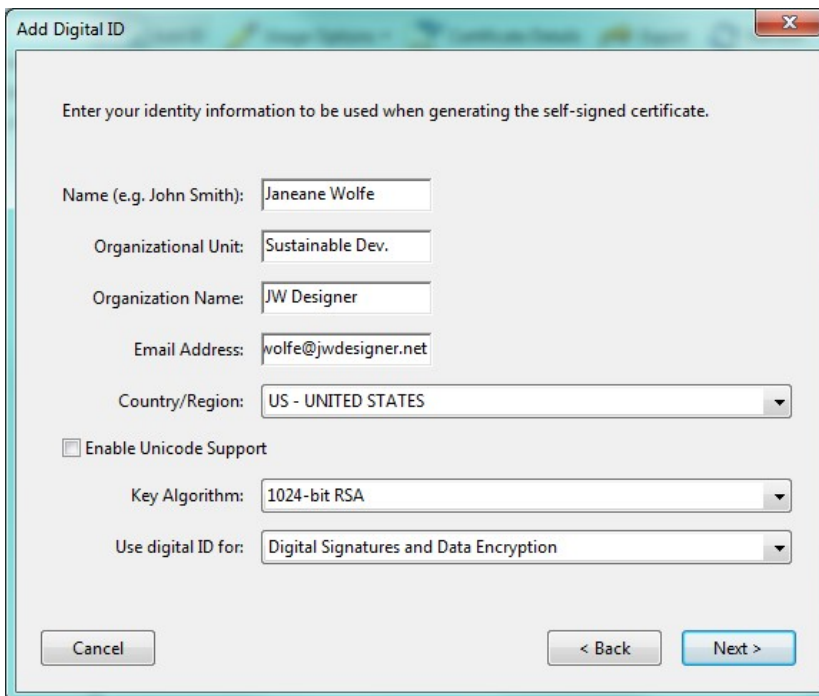 Add Digital ID
Enter your identity information to be used when generating the self-signed certificate.
Name (e.g. John Smith): Janeane Wolfe
Organizational Unit: Sustainable Dev.
Organization Name: JW Designer
Email Address: wolfe@jwdesigner.net
Country/Region: US - UNITED STATES
Enable Unicode Support
Key Algorithm: 1024-bit RSA
Use digital ID for: Digital Signatures and Data Encryption
Cancel < Back Next >